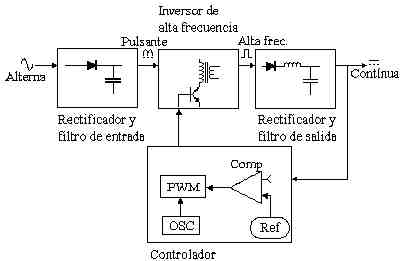 Inversor de
alta frecuencia
Pulsante
Alta frec.
Alterna
Contínua
Rectificador y
filtro de entrada
Rectificador y
filtro de salida
Comp
PWM
OSC
Ref
Controlador